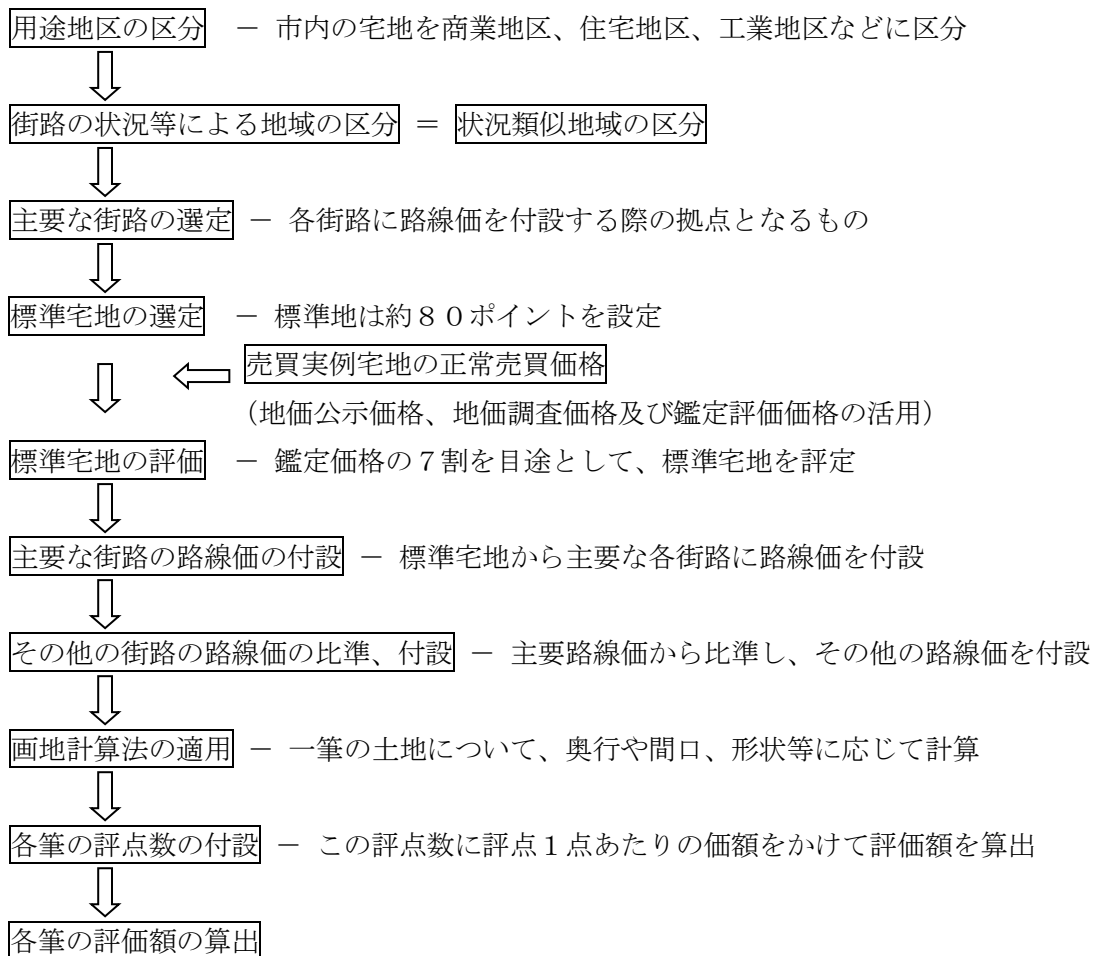 用途地区の区分 － 市内の宅地を商業地区、住宅地区、工業地区などに区分
街路の状況等による地域の区分 ＝ 状況類似地域の区分
主要な街路の選定 － 各街路に路線価を付設する際の拠点となるもの
標準宅地の選定 － 標準地は約８０ポイントを設定
売買実例宅地の正常売買価格
（地価公示価格、地価調査価格及び鑑定評価価格の活用）
標準宅地の評価 － 鑑定価格の７割を目途として、標準宅地を評定
主要な街路の路線価の付設 － 標準宅地から主要な各街路に路線価を付設
その他の街路の路線価の比準、付設 － 主要路線価から比準し、その他の路線価を付設
画地計算法の適用 － 一筆の土地について、奥行や間口、形状等に応じて計算
各筆の評点数の付設 － この評点数に評点１点あたりの価額をかけて評価額を算出
各筆の評価額の算出